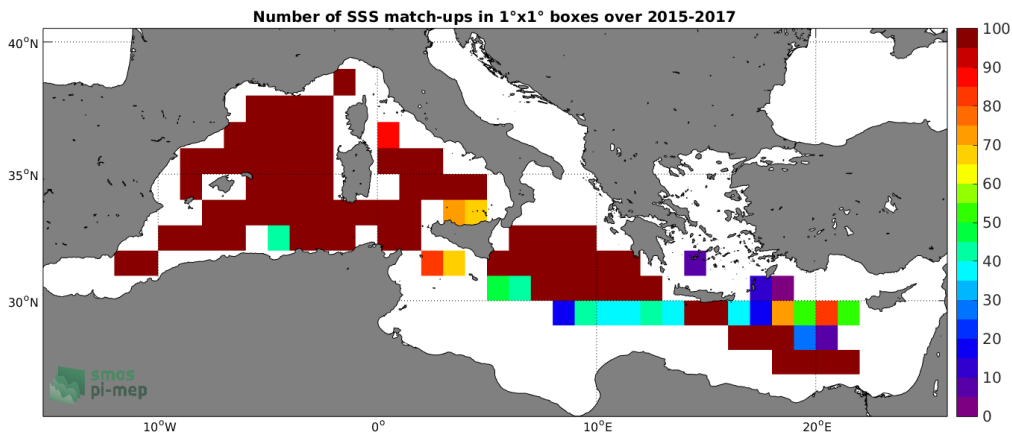 Number of SSS match-ups in 1°x1° boxes over 2015-2017
40°N
35°N
30°N
10°W
0°
10°E
20°E
100
90
80
70
60
50
40
30
20
10
0
smos
pi-mep